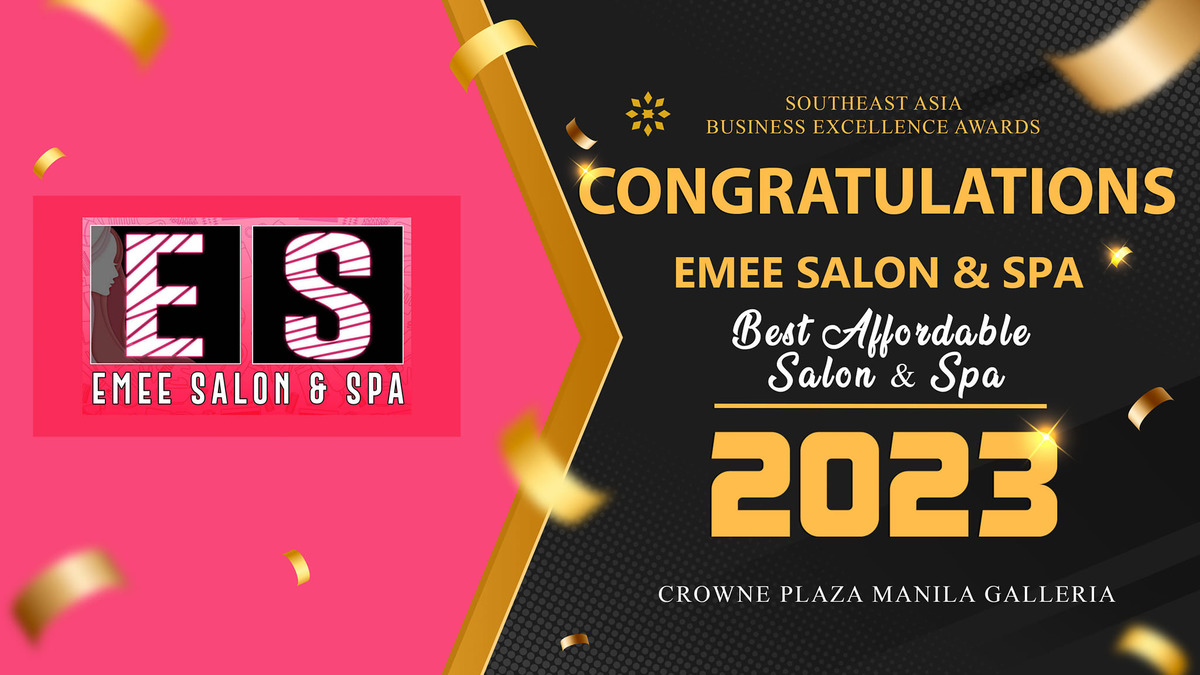 E S
EMEE SALON & SPA
SOUTHEAST ASIA
BUSINESS EXCELLENCE AWARDS
CONGRATULATIONS
EMEE SALON & SPA
Best Affordable
Salon & Spa
2023
CROWNE PLAZA MANILA GALLERIA